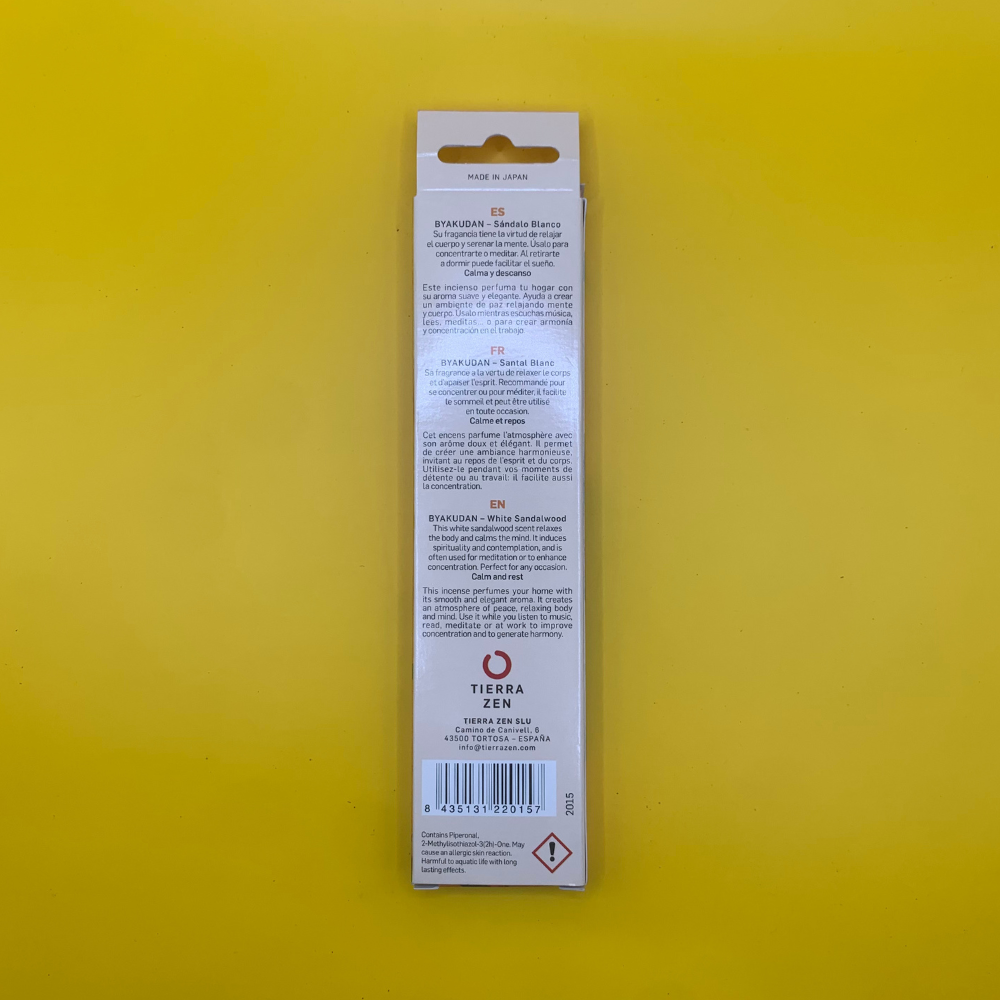 MADE IN JAPAN
ES
BYAKUDAN – Sándalo Blanco
Su fragancia tiene la virtud de relajar
el cuerpo y serenar la mente. Úsalo para
concentrarte o meditar. Al retirarte
a dormir puede facilitar el sueño.
Calma y descanso
Este incienso perfuma tu hogar con
su aroma suave y elegante. Ayuda a crear
un ambiente de paz relajando mente
y cuerpo. Úsalo mientras escuchas música,
lees, meditas... o para crear armonía
y concentración en el trabajo.
FR
BYAKUDAN – Santal Blanc
Sa fragrance a la vertu de relaxer le corps
et d'apaiser l'esprit. Recommandé pour
se concentrer ou pour méditer, il facilite
le sommeil et peut être utilisé
en toute occasion.
Calme et repos
Cet encens parfume l'atmosphère avec
son arôme doux et élégant. Il permet
de créer une ambiance harmonieuse,
invitant au repos de l'esprit et du corps.
Utilisez-le pendant vos moments de
détente ou au travail: il facilite aussi
la concentration.
EN
BYAKUDAN – White Sandalwood
This white sandalwood scent relaxes
the body and calms the mind. It induces
spirituality and contemplation, and is
often used for meditation or to enhance
concentration. Perfect for any occasion.
Calm and rest
This incense perfumes your home with
its smooth and elegant aroma. It creates
an atmosphere of peace, relaxing body
and mind. Use it while you listen to music,
read, meditate or at work to improve
concentration and to generate harmony.
TIERRA
ZEN
TIERRA ZEN SLU
Camino de Canivell, 6
43500 TORTOSA – ESPAÑA
info@tierrazen.com
8 435131 220157
2015
Contains Piperonal,
2-Methylisothiazol-3(2h)-One. May
cause an allergic skin reaction.
Harmful to aquatic life with long
lasting effects.